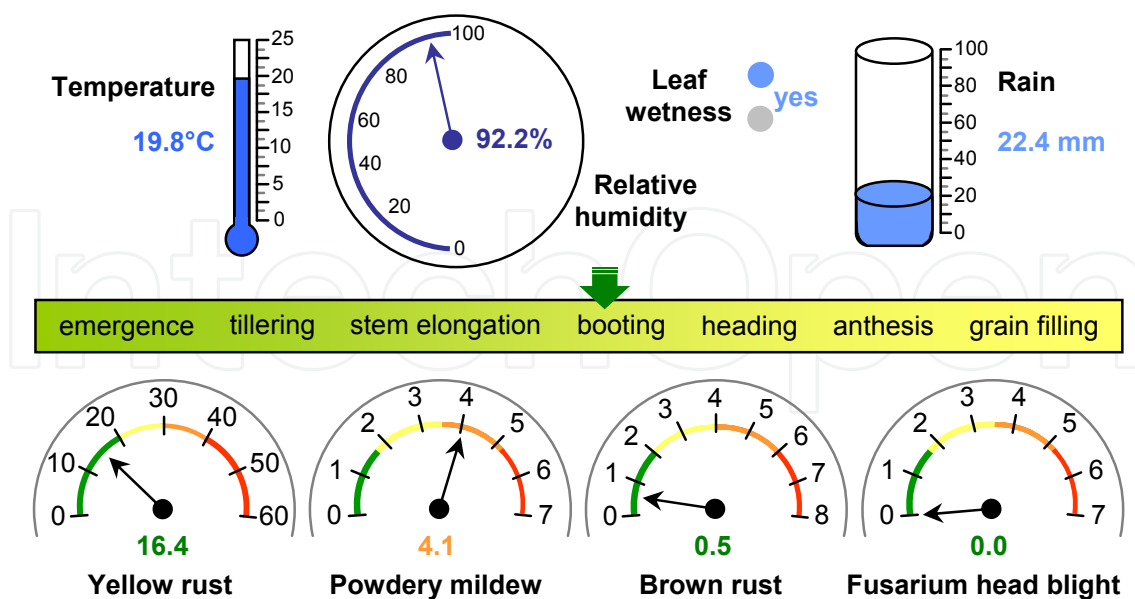 Temperature
19.8°C
25
20
15
10
5
0
100
80
60
40
20
0
92.2%
Relative
humidity
Leaf
wetness
yes
100
80
60
40
20
0
Rain
22.4 mm
IntechOpen
emergence tillering stem elongation booting heading anthesis grain filling
0 10 20 30 40 50 60
16.4
Yellow rust
0 1 2 3 4 5 6 7
4.1
Powdery mildew
0 1 2 3 4 5 6 7 8
0.5
Brown rust
0 1 2 3 4 5 6 7
0.0
Fusarium head blight